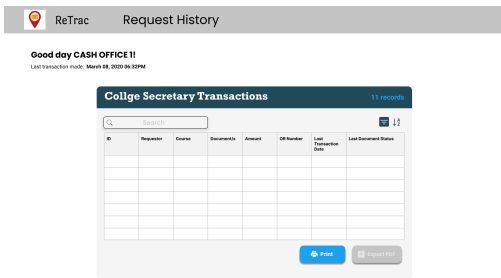 ReTrac Request History
Good day CASH OFFICE 1!
Last transaction made: March 08, 2020 06:32PM
Collge Secretary Transactions 11 records
Search
ID Requestor Course Document/s Amount OR Number Last Transaction Date Last Document Status
Print Export PDF